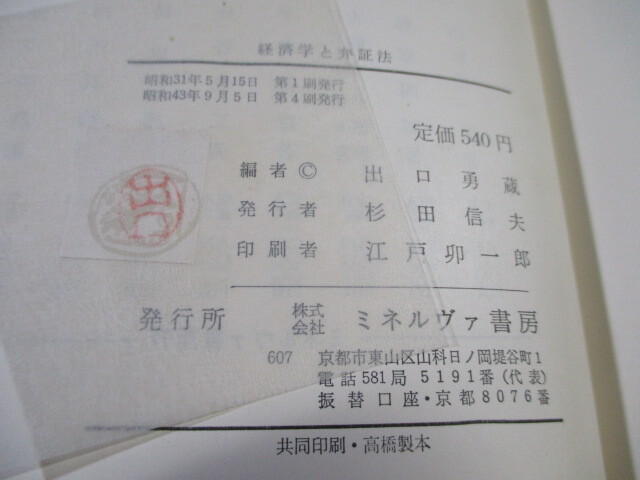 経済学と弁証法
昭和31年5月15日 第1刷発行
昭和43年9月5日 第4刷発行
定価 540円
編者 © 出口勇蔵
発行者 杉田信夫
印刷者 江戸卯一郎
発行所 株式会社 ミネルヴァ書房
607 京都市東山区山科日ノ岡堤谷町1
電話581局 5191番(代表)
振替口座・京都8076番
共同印刷・高橋製本
出口